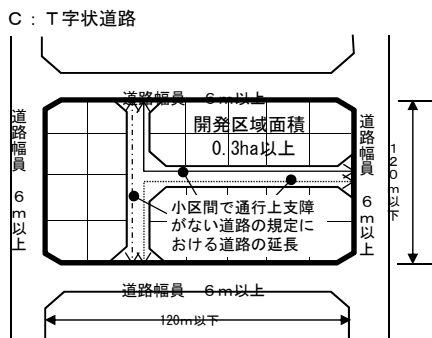 C：T字状道路
道路幅員　6m以上
道路幅員　6m以上
開発区域面積
0.3ha以上
道路幅員　6m以上
120m以下
小区間で通行上支障
がない道路の規定に
おける道路の延長
道路幅員　6m以上
120m以下